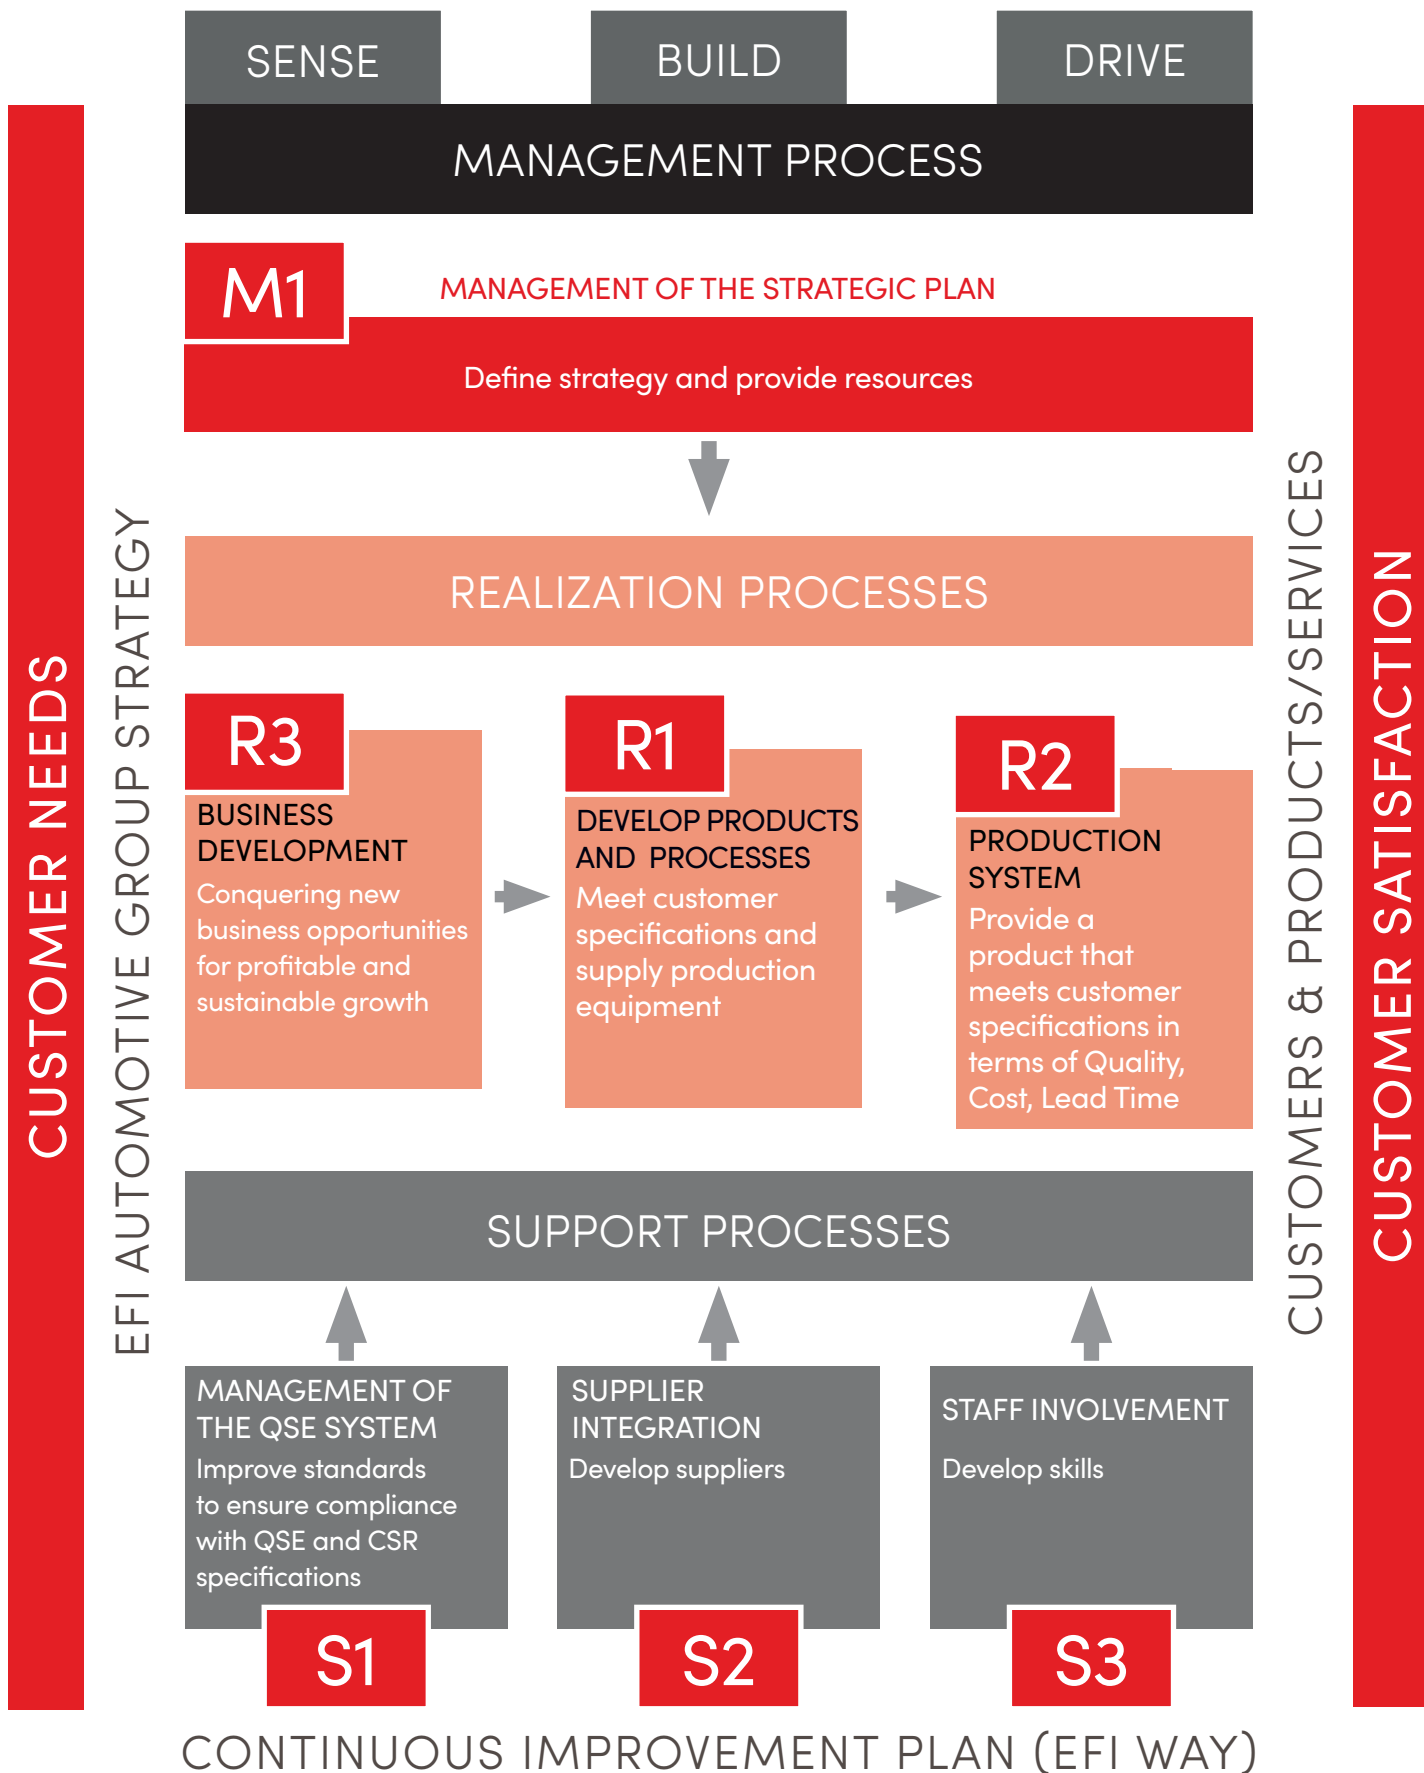 SENSE
BUILD
DRIVE
MANAGEMENT PROCESS
M1
MANAGEMENT OF THE STRATEGIC PLAN
Define strategy and provide resources
CUSTOMER NEEDS
EFI AUTOMOTIVE GROUP STRATEGY
REALIZATION PROCESSES
R3
BUSINESS
DEVELOPMENT
Conquering new
business opportunities
for profitable and
sustainable growth
R1
DEVELOP PRODUCTS
AND PROCESSES
Meet customer
specifications and
supply production
equipment
R2
PRODUCTION
SYSTEM
Provide a
product that
meets customer
specifications in
terms of Quality,
Cost, Lead Time
CUSTOMERS & PRODUCTS/SERVICES
CUSTOMER SATISFACTION
SUPPORT PROCESSES
MANAGEMENT OF
THE QSE SYSTEM
Improve standards
to ensure compliance
with QSE and CSR
specifications
S1
SUPPLIER
INTEGRATION
Develop suppliers
S2
STAFF INVOLVEMENT
Develop skills
S3
CONTINUOUS IMPROVEMENT PLAN (EFI WAY)